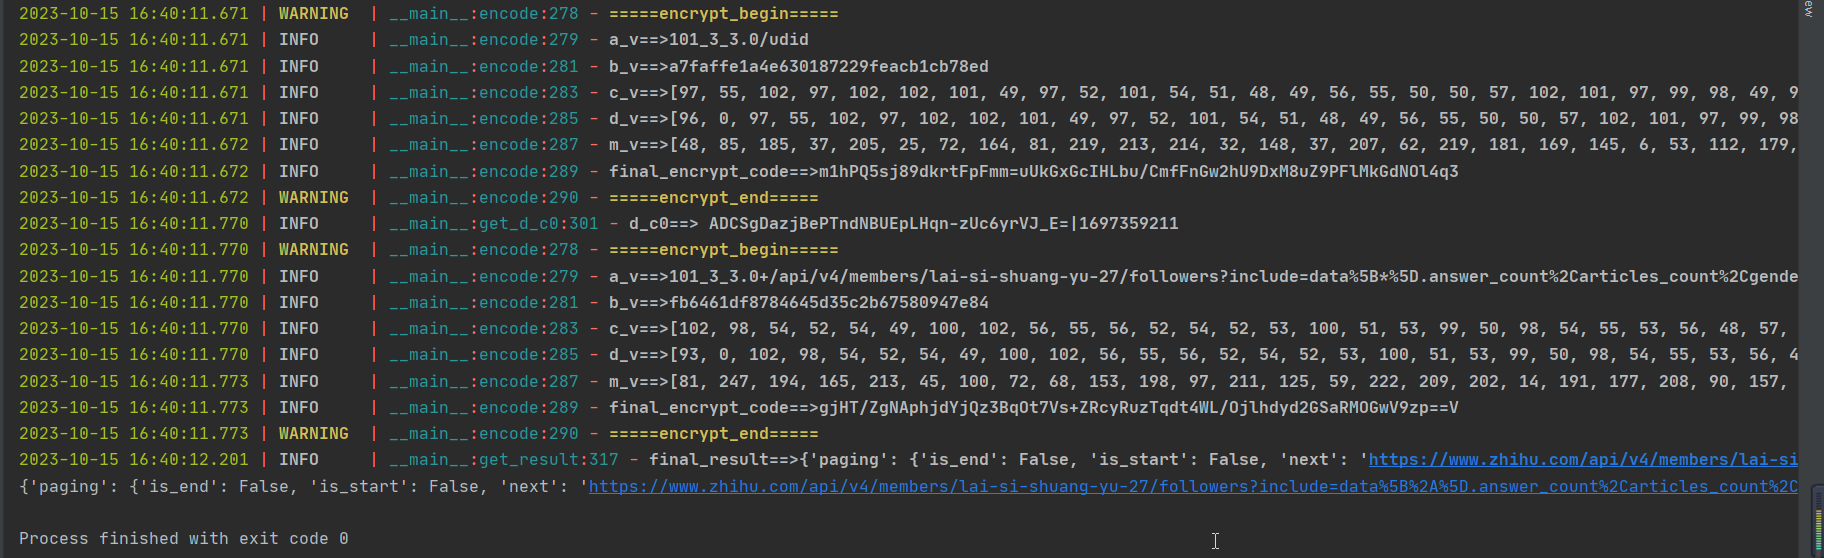 2023-10-15 16:40:11.671 | WARNING | __main__:encode:278 - =====encrypt_begin=====
2023-10-15 16:40:11.671 | INFO | __main__:encode:279 - a_v==>101_3_3.0/udid
2023-10-15 16:40:11.671 | INFO | __main__:encode:281 - b_v==>a7faffe1a4e630187229feacb1cb78ed
2023-10-15 16:40:11.671 | INFO | __main__:encode:283 - c_v==>[97, 55, 102, 97, 102, 102, 101, 49, 97, 52, 101, 54, 51, 48, 49, 56, 55, 50, 50, 57, 102, 101, 97, 99, 98, 49, 9
2023-10-15 16:40:11.671 | INFO | __main__:encode:285 - d_v==>[96, 0, 97, 55, 102, 97, 102, 102, 101, 49, 97, 52, 101, 54, 51, 48, 49, 56, 55, 50, 50, 57, 102, 101, 97, 99, 98
2023-10-15 16:40:11.672 | INFO | __main__:encode:287 - m_v==>[48, 85, 185, 37, 205, 25, 72, 164, 81, 219, 213, 214, 32, 148, 37, 207, 62, 219, 181, 169, 145, 6, 53, 112, 179,
2023-10-15 16:40:11.672 | INFO | __main__:encode:289 - final_encrypt_code==>m1hPQ5sj89dkrtFpFmm=uUkGxGcIHLbu/CmfFnGw2hU9DxM8uZ9PFlMkGdNOl4q3
2023-10-15 16:40:11.672 | WARNING | __main__:encode:290 - =====encrypt_end=====
2023-10-15 16:40:11.770 | INFO | __main__:get_d_c0:301 - d_c0==> ADCSgDazjBePTndNBUEpLHqn-zUc6yrVJ_E=|1697359211
2023-10-15 16:40:11.770 | WARNING | __main__:encode:278 - =====encrypt_begin=====
2023-10-15 16:40:11.770 | INFO | __main__:encode:279 - a_v==>101_3_3.0+/api/v4/members/lai-si-shuang-yu-27/followers?include=data%5B*%5D.answer_count%2Carticles_count%2Cgende
2023-10-15 16:40:11.770 | INFO | __main__:encode:281 - b_v==>fb6461df8784645d35c2b67580947e84
2023-10-15 16:40:11.770 | INFO | __main__:encode:283 - c_v==>[102, 98, 54, 52, 54, 49, 100, 102, 56, 55, 56, 52, 54, 52, 53, 100, 51, 53, 99, 50, 98, 54, 55, 53, 56, 48, 57,
2023-10-15 16:40:11.770 | INFO | __main__:encode:285 - d_v==>[93, 0, 102, 98, 54, 52, 54, 49, 100, 102, 56, 55, 56, 52, 54, 52, 53, 100, 51, 53, 99, 50, 98, 54, 55, 53, 56, 4
2023-10-15 16:40:11.773 | INFO | __main__:encode:287 - m_v==>[81, 247, 194, 165, 213, 45, 100, 72, 68, 153, 198, 97, 211, 125, 59, 222, 209, 202, 14, 191, 177, 208, 90, 157,
2023-10-15 16:40:11.773 | INFO | __main__:encode:289 - final_encrypt_code==>gjHT/ZgNAphjdYjQz3BqOt7Vs+ZRcyRuzTqdt4WL/Ojlhdyd2GSaRMOGwV9zp==V
2023-10-15 16:40:11.773 | WARNING | __main__:encode:290 - =====encrypt_end=====
2023-10-15 16:40:12.201 | INFO | __main__:get_result:317 - final_result==>{'paging': {'is_end': False, 'is_start': False, 'next': 'https://www.zhihu.com/api/v4/members/lai-si
{'paging': {'is_end': False, 'is_start': False, 'next': 'https://www.zhihu.com/api/v4/members/lai-si-shuang-yu-27/followers?include=data%5B%2A%5D.answer_count%2Carticles_count%2C
Process finished with exit code 0
ew